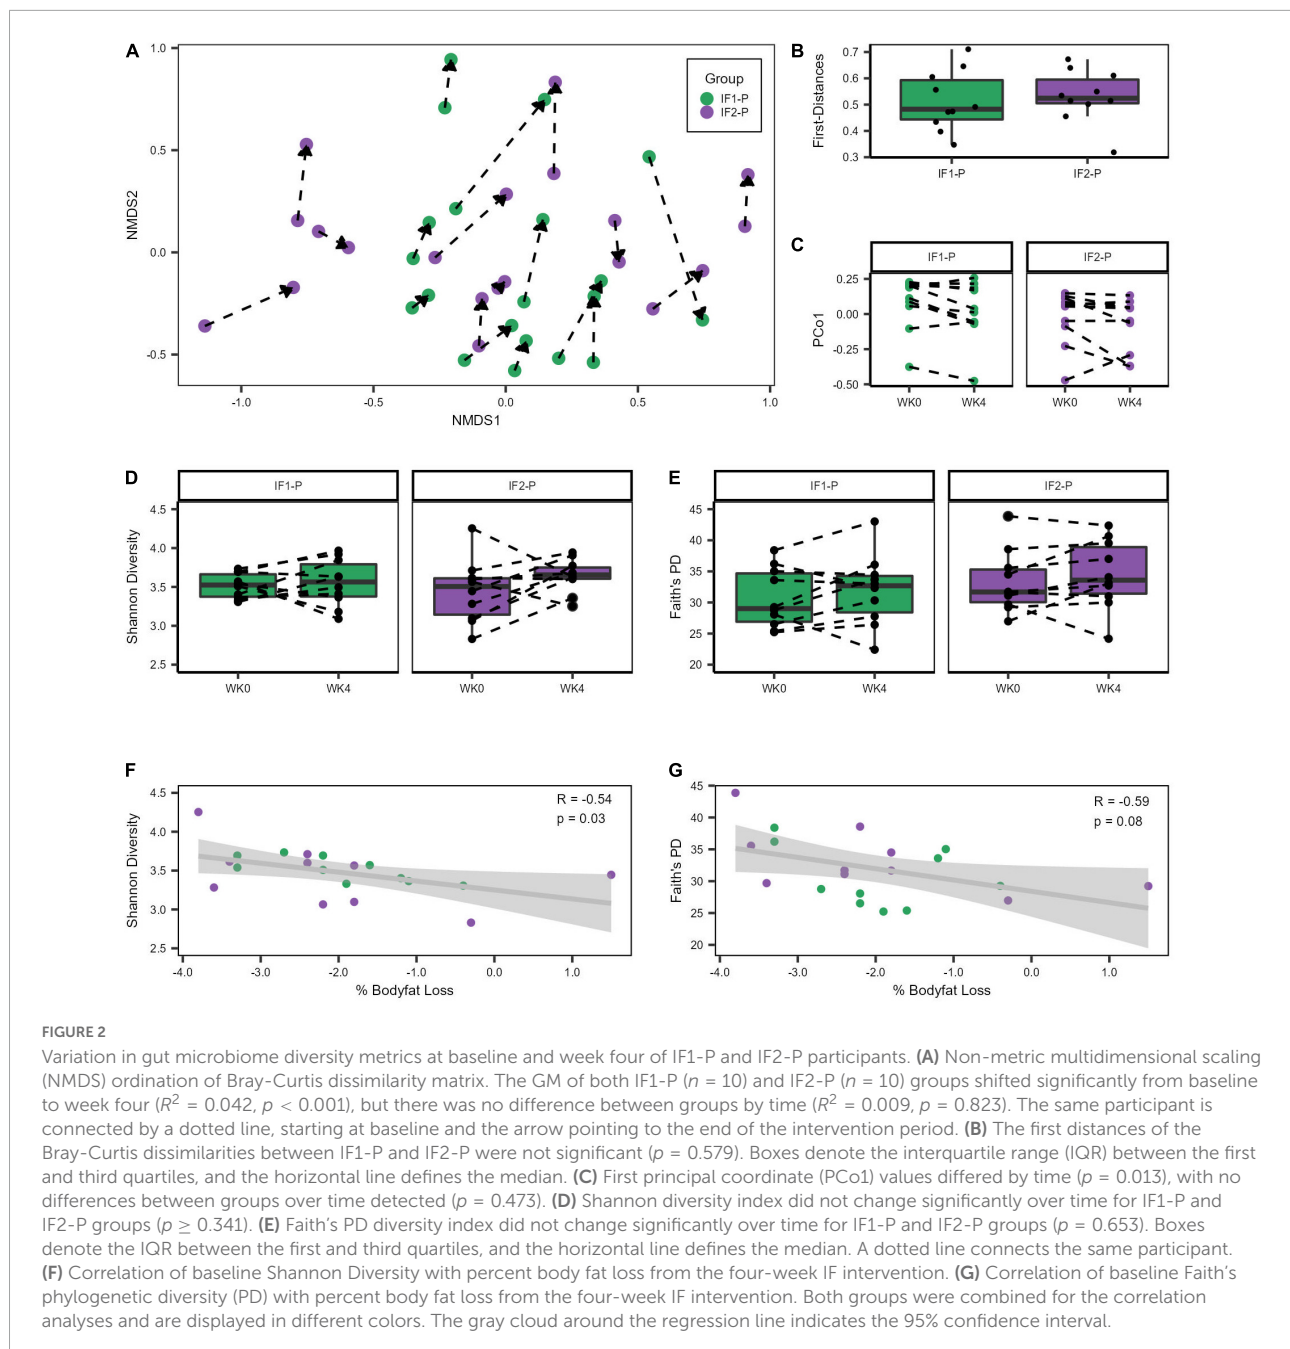 A
1.0
0.5
0.0
-0.5
NMDS2
-1.0
-0.5
0.0
0.5
1.0
NMDS1
Group
IF1-P
IF2-P
B
0.7
0.6
0.5
0.4
0.3
First-Distances
IF1-P
IF2-P
C
IF1-P
IF2-P
0.25
0.00
-0.25
-0.50
PCo1
WK0
WK4
WK0
WK4
D
IF1-P
IF2-P
4.5
4.0
3.5
3.0
2.5
Shannon Diversity
WK0
WK4
WK0
WK4
E
IF1-P
IF2-P
45
40
35
30
25
20
Faith's PD
WK0
WK4
WK0
WK4
F
4.5
4.0
3.5
3.0
2.5
Shannon Diversity
R = -0.54
p = 0.03
-4.0
-3.0
-2.0
-1.0
0.0
1.0
% Bodyfat Loss
G
45
40
35
30
25
20
Faith's PD
R = -0.59
p = 0.08
-4.0
-3.0
-2.0
-1.0
0.0
1.0
% Bodyfat Loss
FIGURE 2
Variation in gut microbiome diversity metrics at baseline and week four of IF1-P and IF2-P participants. (A) Non-metric multidimensional scaling
(NMDS) ordination of Bray-Curtis dissimilarity matrix. The GM of both IF1-P (n = 10) and IF2-P (n = 10) groups shifted significantly from baseline
to week four (R² = 0.042, p < 0.001), but there was no difference between groups by time (R² = 0.009, p = 0.823). The same participant is
connected by a dotted line, starting at baseline and the arrow pointing to the end of the intervention period. (B) The first distances of the
Bray-Curtis dissimilarities between IF1-P and IF2-P were not significant (p = 0.579). Boxes denote the interquartile range (IQR) between the first
and third quartiles, and the horizontal line defines the median. (C) First principal coordinate (PCo1) values differed by time (p = 0.013), with no
differences between groups over time detected (p = 0.473). (D) Shannon diversity index did not change significantly over time for IF1-P and
IF2-P groups (p ≥ 0.341). (E) Faith's PD diversity index did not change significantly over time for IF1-P and IF2-P groups (p = 0.653). Boxes
denote the IQR between the first and third quartiles, and the horizontal line defines the median. A dotted line connects the same participant.
(F) Correlation of baseline Shannon Diversity with percent body fat loss from the four-week IF intervention. (G) Correlation of baseline Faith's
phylogenetic diversity (PD) with percent body fat loss from the four-week IF intervention. Both groups were combined for the correlation
analyses and are displayed in different colors. The gray cloud around the regression line indicates the 95% confidence interval.